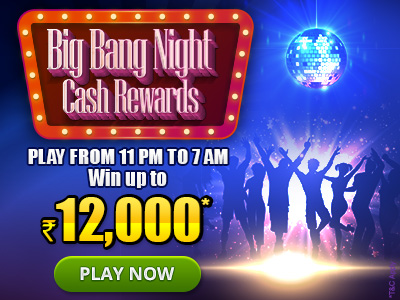 Big Bang Night
Cash Rewards
PLAY FROM 11 PM TO 7 AM
Win up to
₹12,000*
PLAY NOW
*T&C Apply